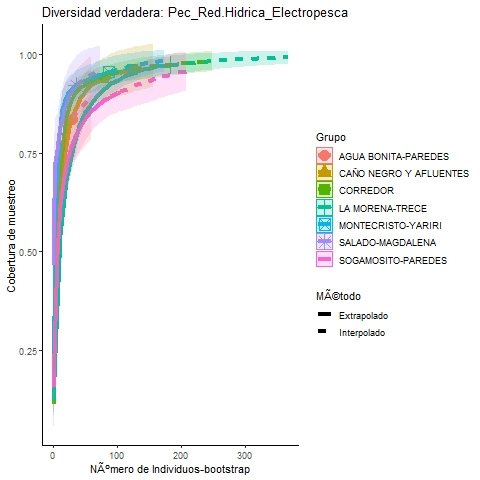 Diversidad verdadera: Pec_Red.Hidrica_Electropesca
1.00
0.75
0.50
0.25
0
100
200
300
Cobertura de muestreo
NÃºmero de Individuos-bootstrap
Grupo
AGUA BONITA-PAREDES
CAÑO NEGRO Y AFLUENTES
CORREDOR
LA MORENA-TRECE
MONTECRISTO-YARIRI
SALADO-MAGDALENA
SOGAMOSITO-PAREDES
MÃ©todo
Extrapolado
Interpolado